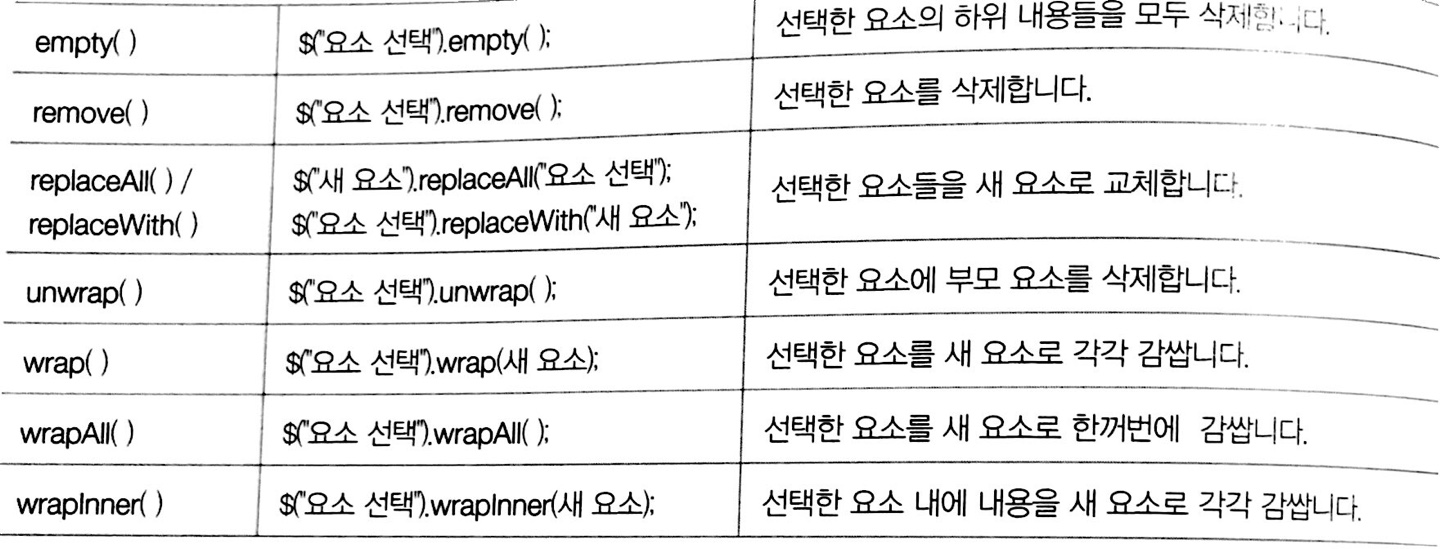 empty( ) $("요소 선택").empty( ); 선택한 요소의 하위 내용들을 모두 삭제합니다.
remove( ) $("요소 선택").remove( ); 선택한 요소를 삭제합니다.
replaceAll( ) / $("새 요소").replaceAll("요소 선택"); 선택한 요소들을 새 요소로 교체합니다.
replaceWith( ) $("요소 선택").replaceWith("새 요소");
unwrap( ) $("요소 선택").unwrap( ); 선택한 요소에 부모 요소를 삭제합니다.
wrap( ) $("요소 선택").wrap(새 요소); 선택한 요소를 새 요소로 각각 감쌉니다.
wrapAll( ) $("요소 선택").wrapAll( ); 선택한 요소를 새 요소로 한꺼번에 감쌉니다.
wrapInner( ) $("요소 선택").wrapInner(새 요소); 선택한 요소 내에 내용을 새 요소로 각각 감쌉니다.